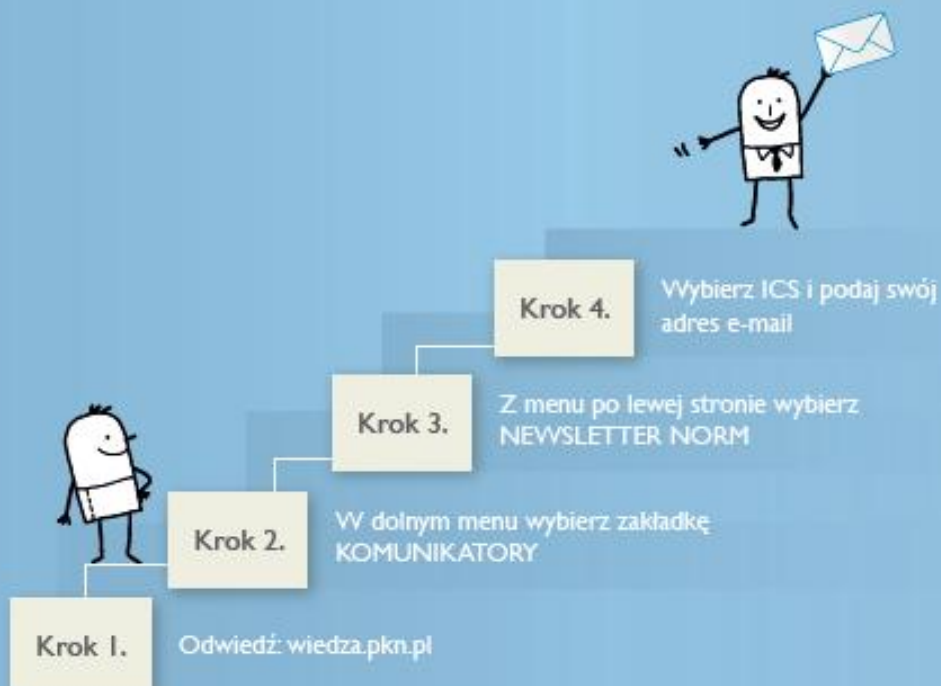 Krok 1.
Odwiedź: wiedza.pkn.pl
Krok 2.
W dolnym menu wybierz zakładkę
KOMUNIKATORY
Krok 3.
Z menu po lewej stronie wybierz
NEWSLETTER NORM
Krok 4.
Wybierz ICS i podaj swój
adres e-mail